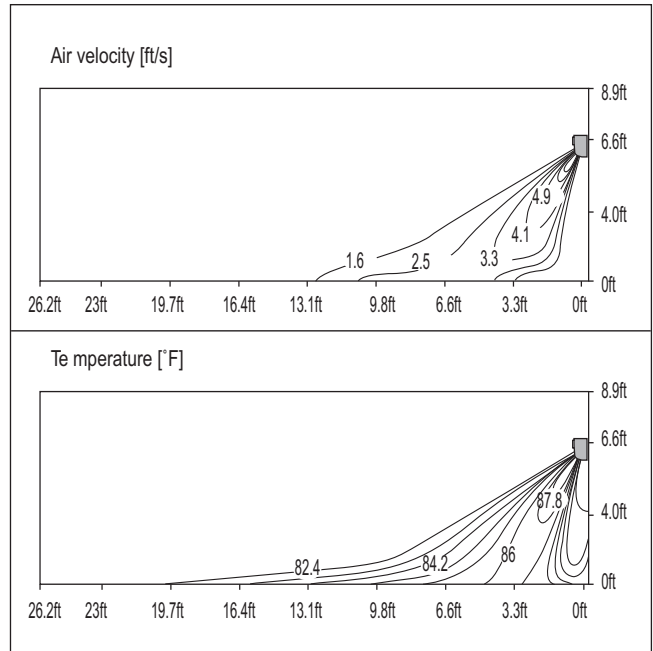 Air velocity [ft/s]
8.9ft
6.6ft
4.9
4.0ft
4.1
1.6
2.5
3.3
0ft
26.2ft 23ft 19.7ft 16.4ft 13.1ft 9.8ft 6.6ft 3.3ft 0ft
Te mperature [˚F]
8.9ft
6.6ft
87.8
4.0ft
82.4
84.2
86
0ft
26.2ft 23ft 19.7ft 16.4ft 13.1ft 9.8ft 6.6ft 3.3ft 0ft